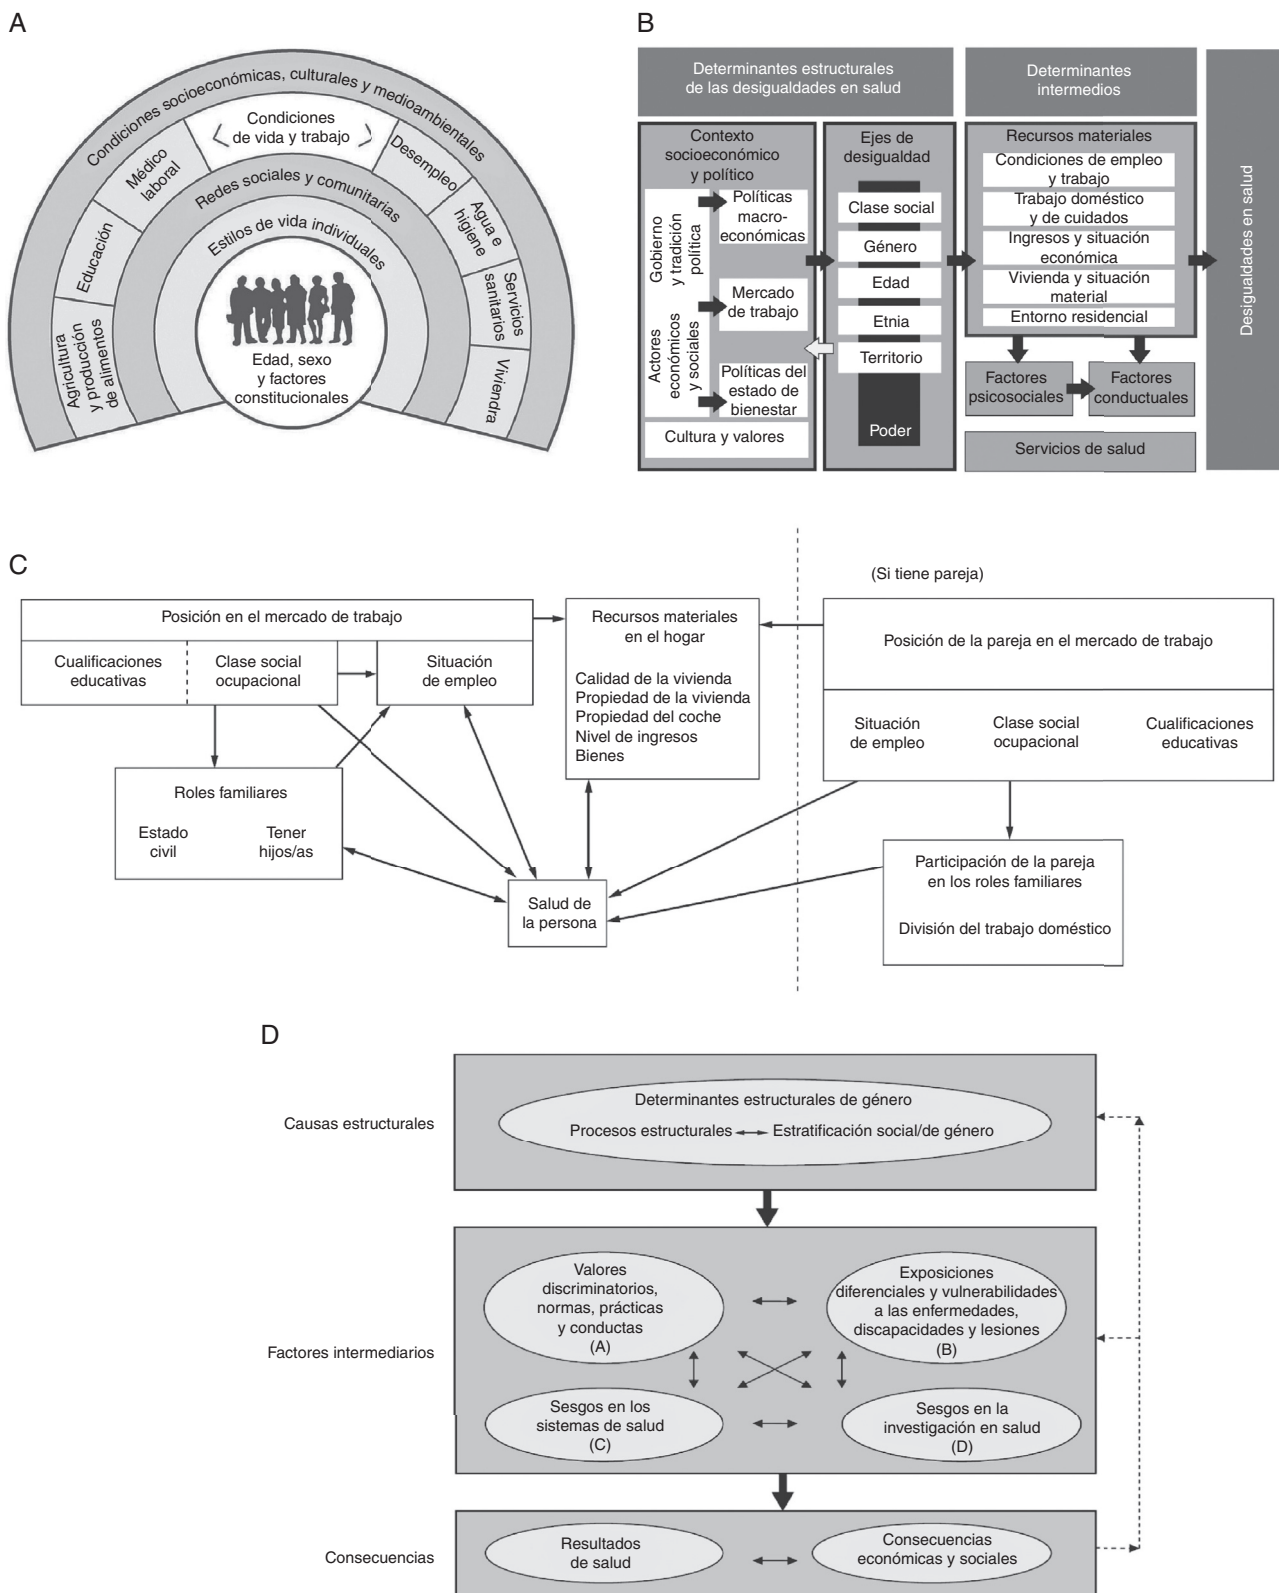 A
Condiciones socioeconómicas, culturales y medioambientales
Condiciones
de vida y trabajo
Médico
laboral
Desempleo
Educación
Agua e
higiene
Agricultura
y producción
de alimentos
Servicios
sanitarios
Viviendra
Redes sociales y comunitarias
Estilos de vida individuales
Edad, sexo
y factores
constitucionales
B
Determinantes estructurales
de las desigualdades en salud
Determinantes
intermedios
Contexto
socioeconómico
y político
Gobierno
y tradición
política
Actores
económicos
y sociales
Políticas
macro-
económicas
Mercado
de trabajo
Políticas del
estado de
bienestar
Cultura y valores
Ejes de
desigualdad
Clase social
Género
Edad
Etnia
Territorio
Poder
Recursos materiales
Condiciones de empleo
y trabajo
Trabajo doméstico
y de cuidados
Ingresos y situación
económica
Vivienda y situación
material
Entorno residencial
Factores
psicosociales
Factores
conductuales
Servicios de salud
Desigualdades en salud
C
(Si tiene pareja)
Posición en el mercado de trabajo
Cualificaciones
educativas
Clase social
ocupacional
Situación
de empleo
Recursos materiales
en el hogar
Calidad de la vivienda
Propiedad de la vivienda
Propiedad del coche
Nivel de ingresos
Bienes
Posición de la pareja en el mercado de trabajo
Situación
de empleo
Clase social
ocupacional
Cualificaciones
educativas
Roles familiares
Estado
civil
Tener
hijos/as
Salud de
la persona
Participación de la pareja
en los roles familiares
División del trabajo doméstico
D
Causas estructurales
Determinantes estructurales de género
Procesos estructurales
Estratificación social/de género
Factores intermediarios
Valores
discriminatorios,
normas, prácticas
y conductas
(A)
Exposiciones
diferenciales y vulnerabilidades
a las enfermedades,
discapacidades y lesiones
(B)
Sesgos en los
sistemas de salud
(C)
Sesgos en la
investigación en salud
(D)
Consecuencias
Resultados
de salud
Consecuencias
económicas y sociales